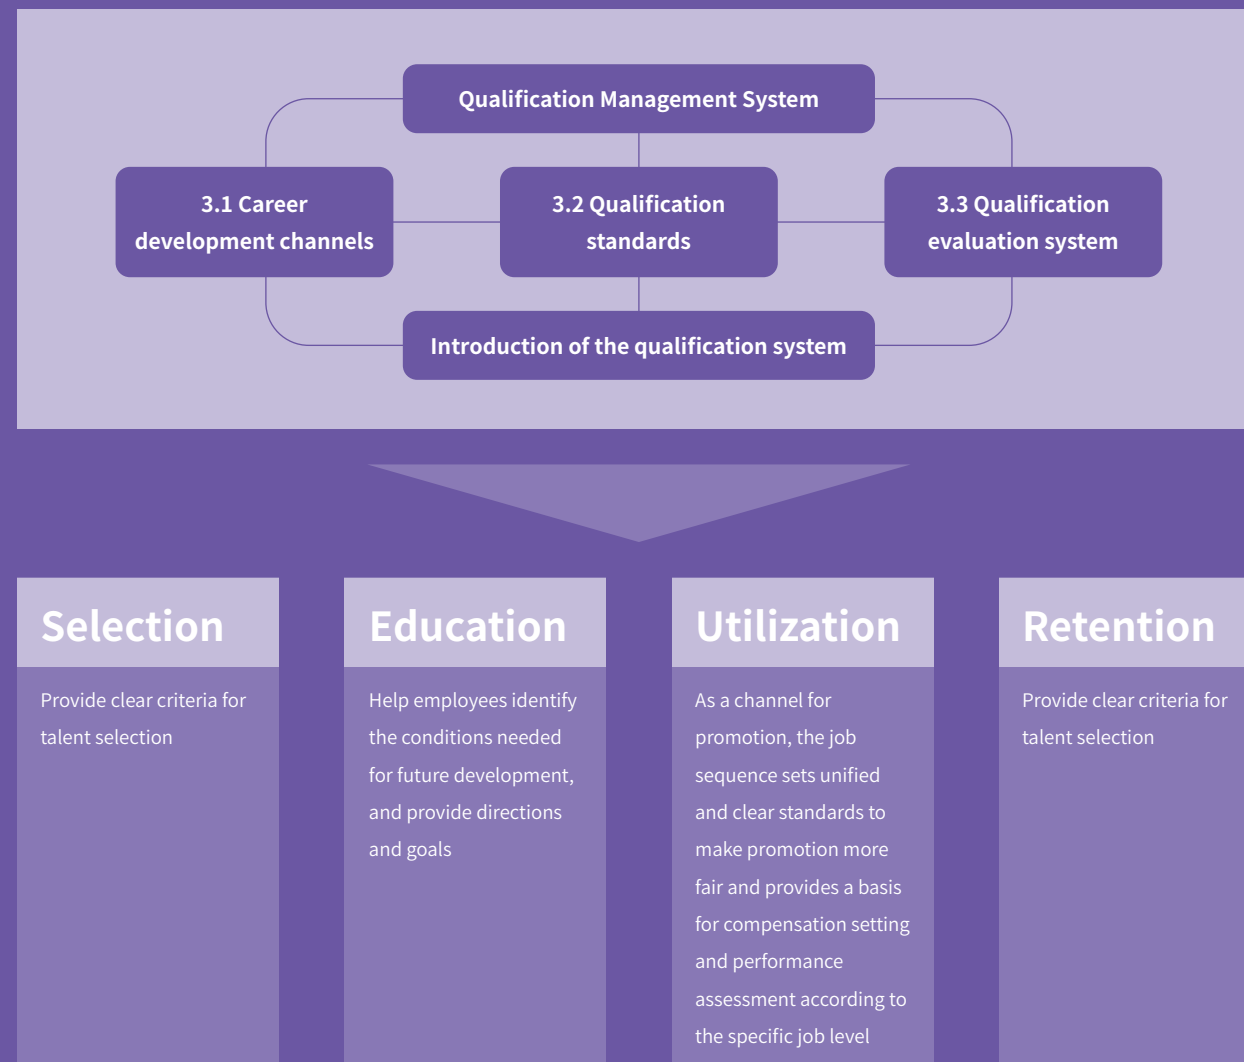 Qualification Management System
3.1 Career
development channels
3.2 Qualification
standards
3.3 Qualification
evaluation system
Introduction of the qualification system
Selection
Provide clear criteria for
talent selection
Education
Help employees identify
the conditions needed
for future development,
and provide directions
and goals
Utilization
As a channel for
promotion, the job
sequence sets unified
and clear standards to
make promotion more
fair and provides a basis
for compensation setting
and performance
assessment according to
the specific job level
Retention
Provide clear criteria for
talent selection